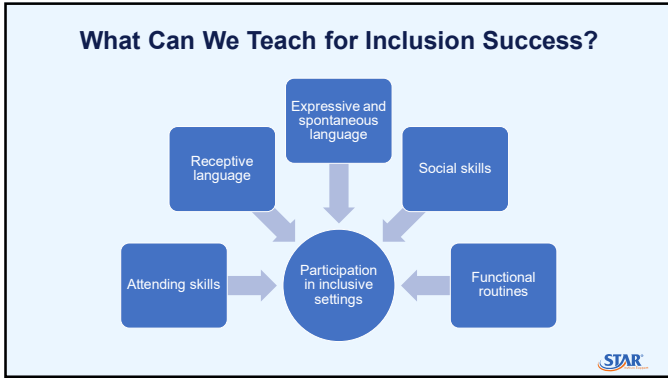 What Can We Teach for Inclusion Success?
Expressive and
spontaneous
language
Receptive
language
Social skills
Attending skills
Participation
in inclusive
settings
Functional
routines
STAR